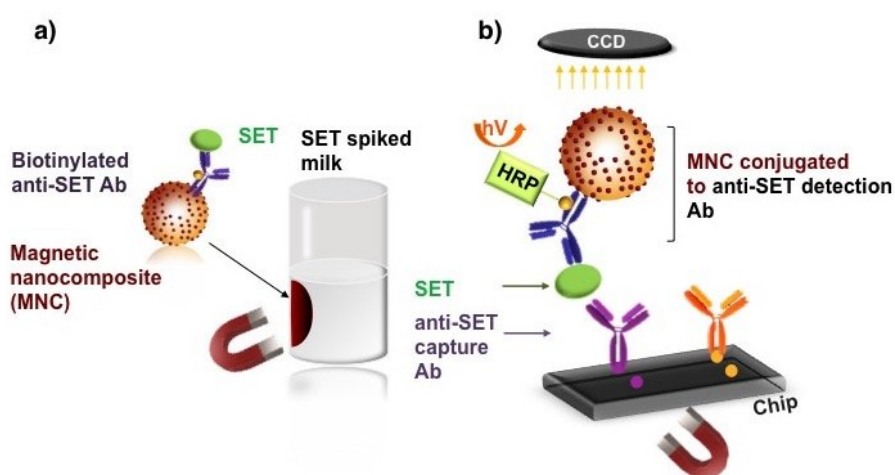 a)
SET
Biotinylated
anti-SET Ab
SET spiked
milk
Magnetic
nanocomposite
(MNC)
b)
CCD
hV
HRP
MNC conjugated
to anti-SET detection
Ab
SET
anti-SET
capture
Ab
Chip